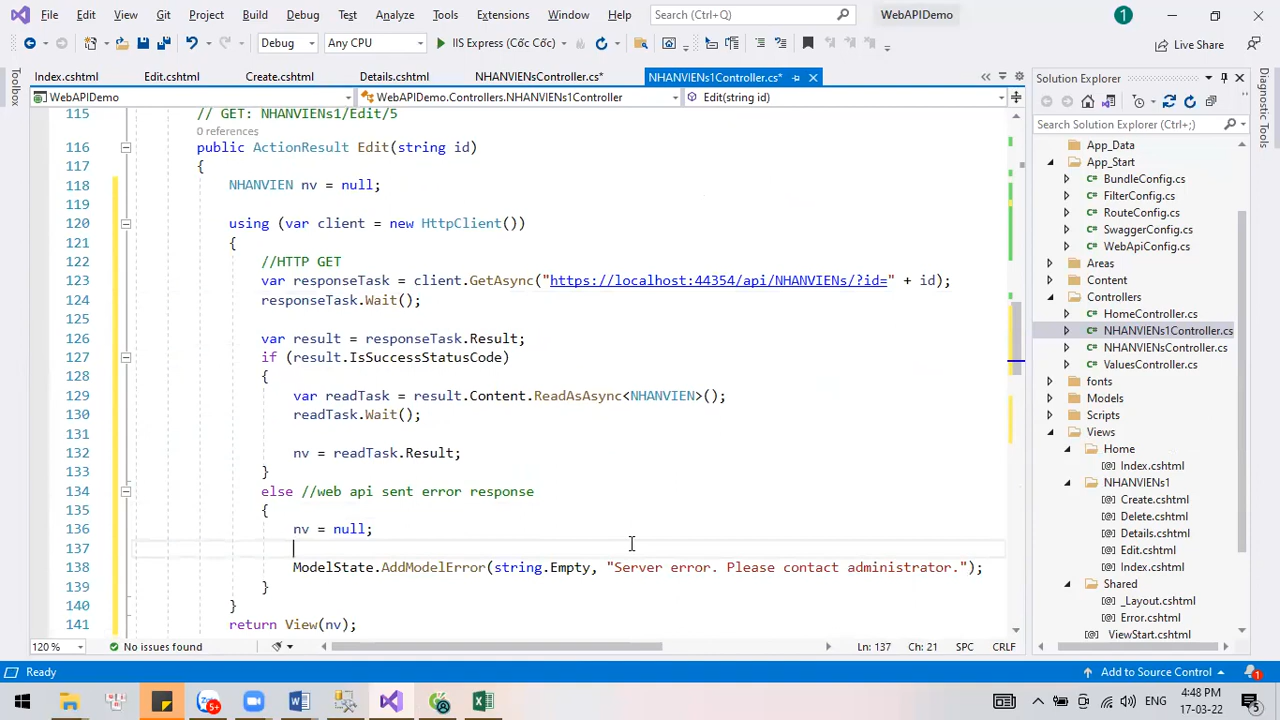 File Edit View Git Project Build Debug Test Analyze Tools Extensions Window Help Search (Ctrl+Q) WebAPIDemo 1
Debug Any CPU IIS Express (Cốc Cốc) Live Share
Index.cshtml Edit.cshtml Create.cshtml Details.cshtml NHANVIENsController.cs* NHANVIENs1Controller.cs*
WebAPIDemo WebAPIDemo.Controllers.NHANVIENs1Controller Edit(string id)
115 // GET: NHANVIENs1/Edit/5
0 references
116 public ActionResult Edit(string id)
117 {
118 NHANVIEN nv = null;
119
120 using (var client = new HttpClient())
121 {
122 //HTTP GET
123 var responseTask = client.GetAsync("https://localhost:44354/api/NHANVIENs/?id=" + id);
124 responseTask.Wait();
125
126 var result = responseTask.Result;
127 if (result.IsSuccessStatusCode)
128 {
129 var readTask = result.Content.ReadAsAsync<NHANVIEN>();
130 readTask.Wait();
131
132 nv = readTask.Result;
133 }
134 else //web api sent error response
135 {
136 nv = null;
137
138 ModelState.AddModelError(string.Empty, "Server error. Please contact administrator.");
139 }
140 }
141 return View(nv);
120 % No issues found Ln: 137 Ch: 21 SPC CRLF
Toolbox
Solution Explorer
Search Solution Explorer (Ctrl+;)
App_Data
App_Start
BundleConfig.cs
FilterConfig.cs
RouteConfig.cs
SwaggerConfig.cs
WebApiConfig.cs
Areas
Content
Controllers
HomeController.cs
NHANVIENs1Controller.cs
NHANVIENsController.cs
ValuesController.cs
fonts
Models
Scripts
Views
Home
Index.cshtml
NHANVIENs1
Create.cshtml
Delete.cshtml
Details.cshtml
Edit.cshtml
Index.cshtml
Shared
_Layout.cshtml
Error.cshtml
ViewStart.cshtml
Diagnostic Tools
Ready Add to Source Control 1
5+ ENG 4:48 PM
17-03-22 5